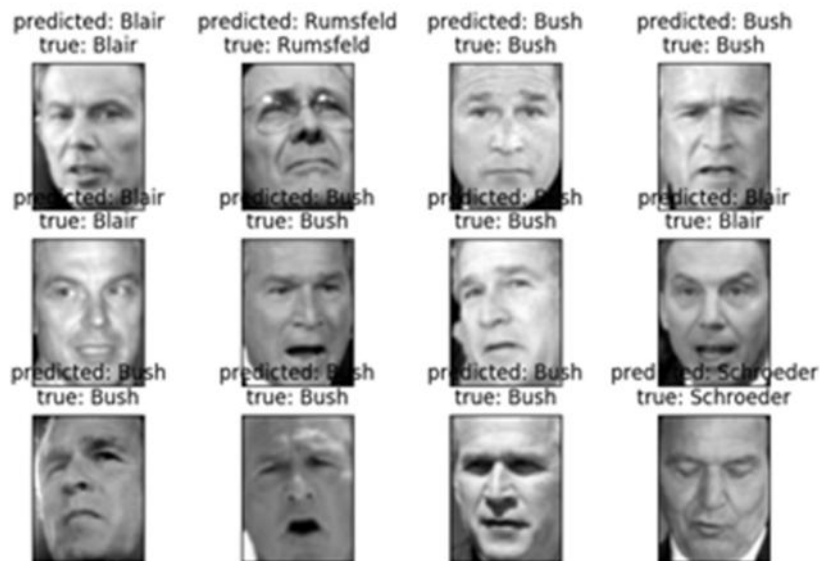 predicted: Blair predicted: Rumsfeld predicted: Bush predicted: Bush
true: Blair true: Rumsfeld true: Bush true: Bush
predicted: Blair predicted: Bush predicted: Bush predicted: Blair
true: Blair true: Bush true: Bush true: Blair
predicted: Bush predicted: Bush predicted: Bush predicted: Schroeder
true: Bush true: Bush true: Bush true: Schroeder